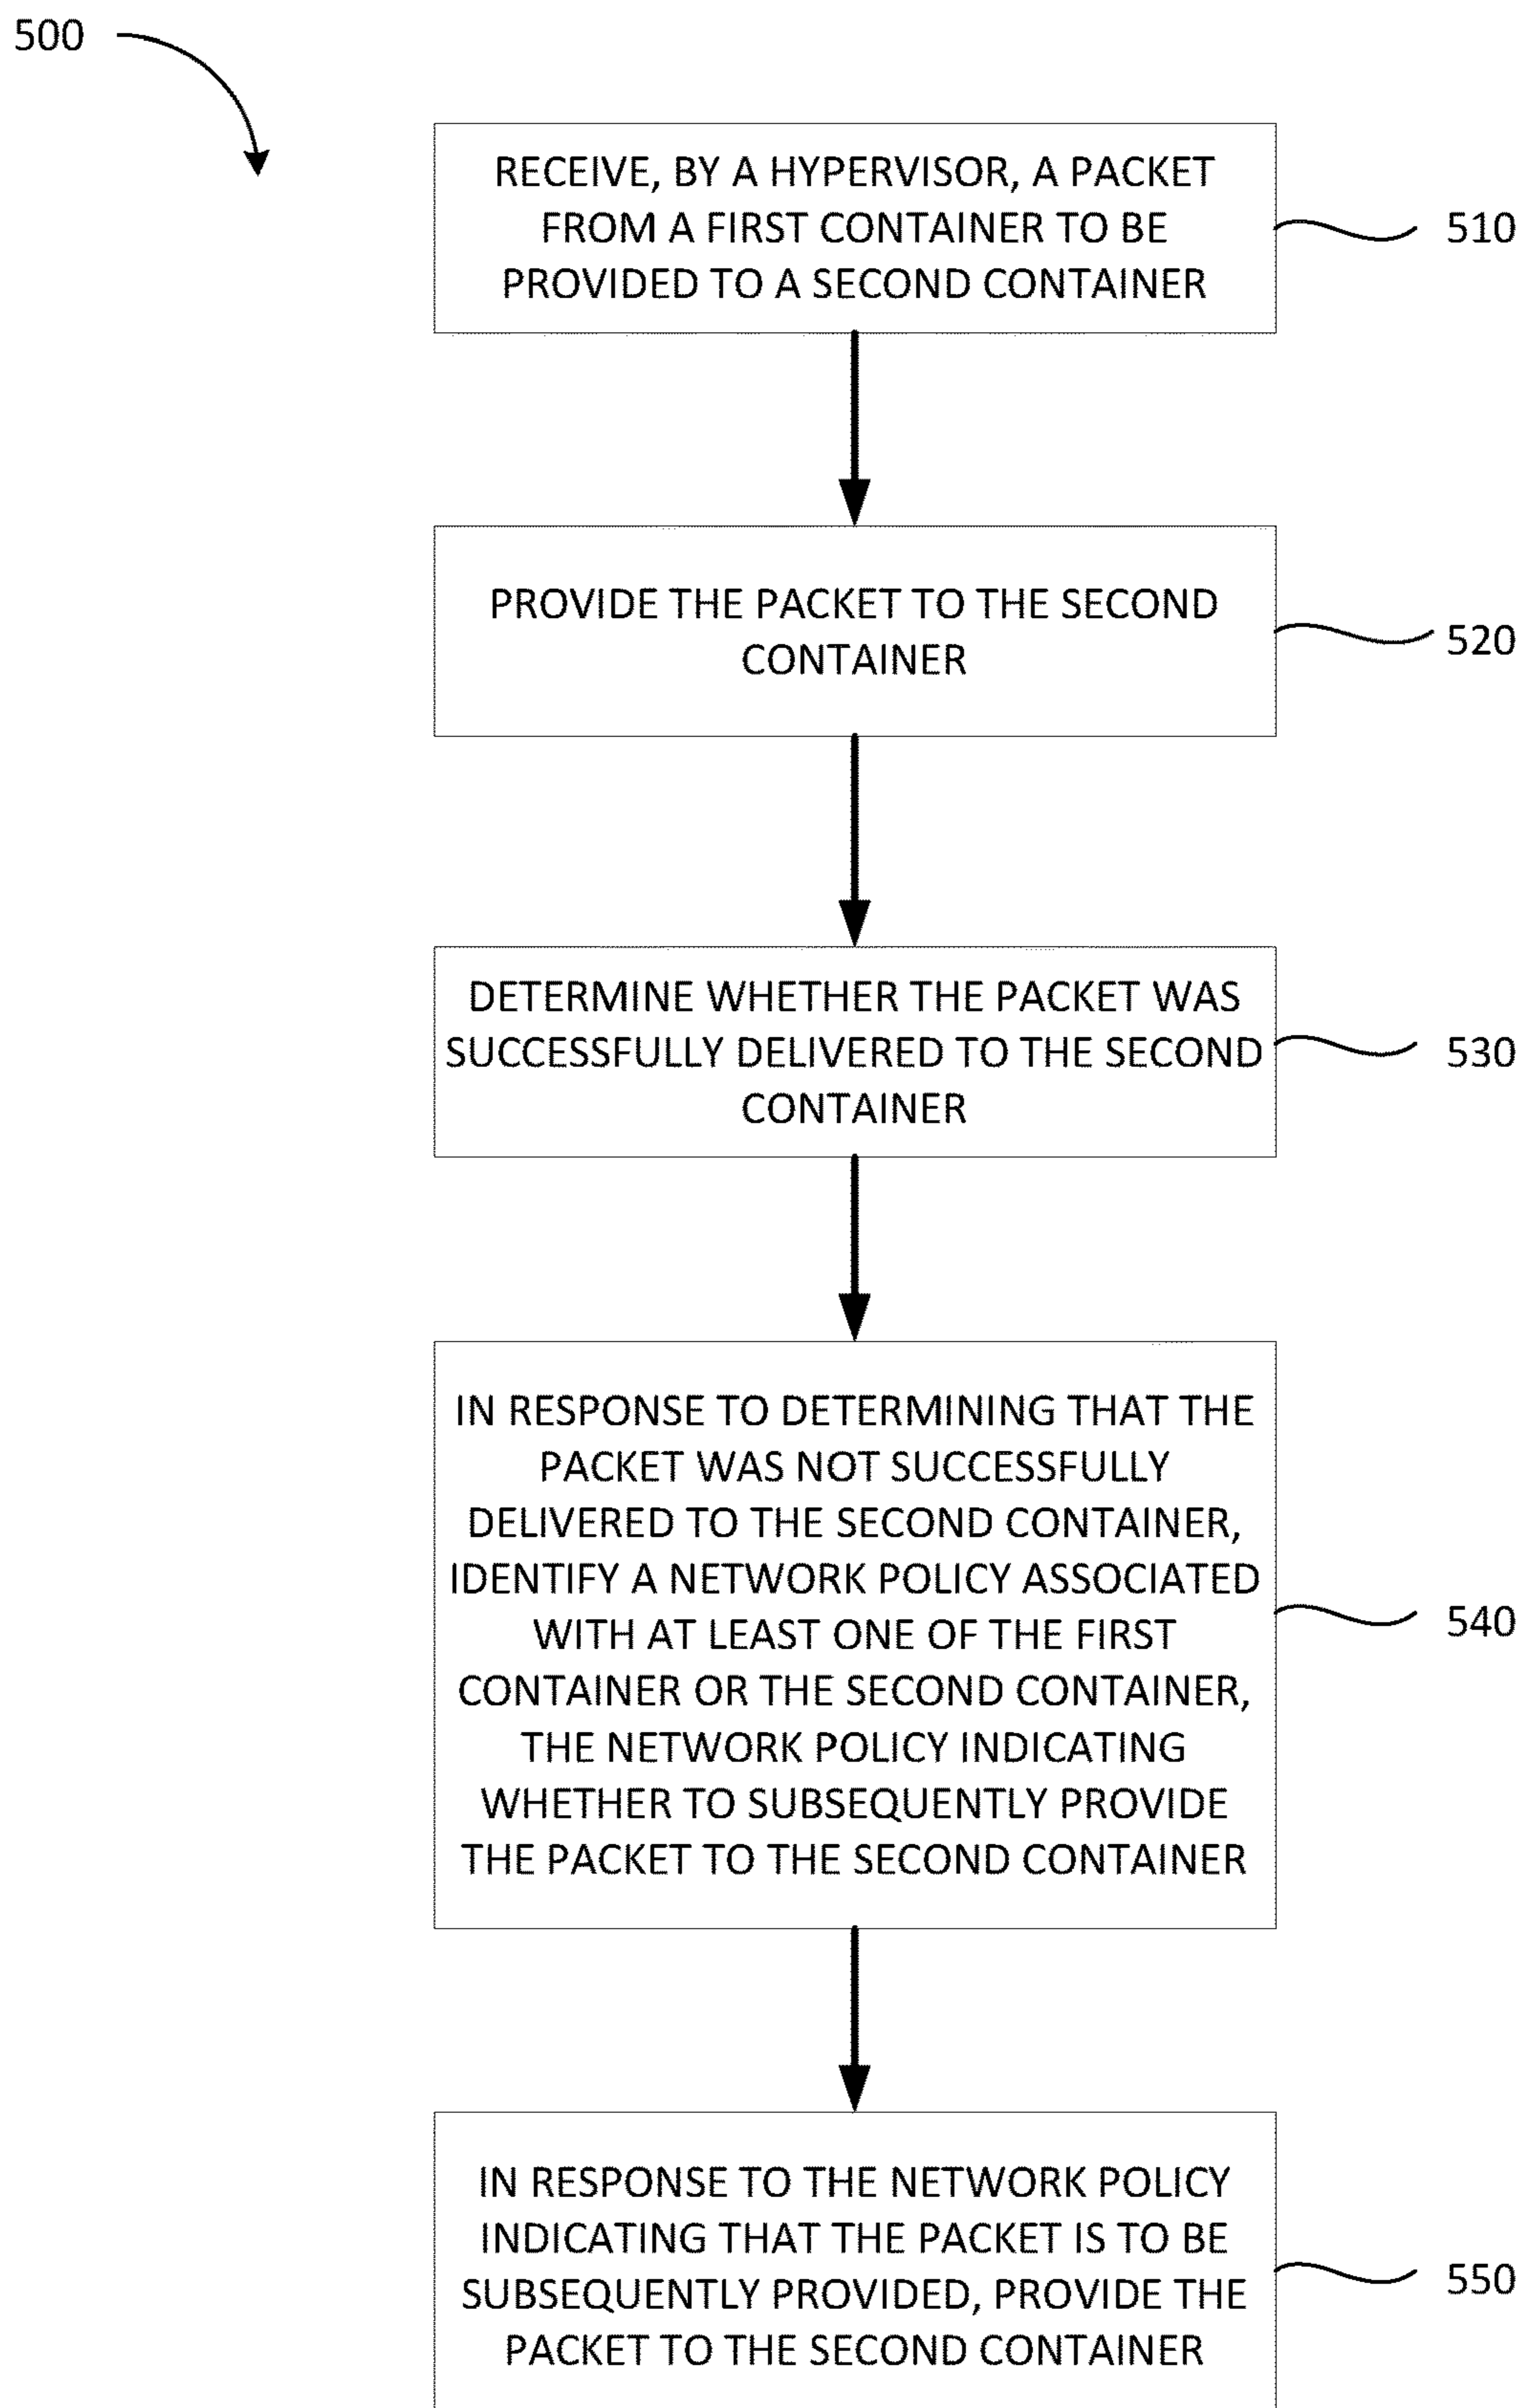 500
RECEIVE, BY A HYPERVISOR, A PACKET
FROM A FIRST CONTAINER TO BE
PROVIDED TO A SECOND CONTAINER
510
PROVIDE THE PACKET TO THE SECOND
CONTAINER
520
DETERMINE WHETHER THE PACKET WAS
SUCCESSFULLY DELIVERED TO THE SECOND
CONTAINER
530
IN RESPONSE TO DETERMINING THAT THE
PACKET WAS NOT SUCCESSFULLY
DELIVERED TO THE SECOND CONTAINER,
IDENTIFY A NETWORK POLICY ASSOCIATED
WITH AT LEAST ONE OF THE FIRST
CONTAINER OR THE SECOND CONTAINER,
THE NETWORK POLICY INDICATING
WHETHER TO SUBSEQUENTLY PROVIDE
THE PACKET TO THE SECOND CONTAINER
540
IN RESPONSE TO THE NETWORK POLICY
INDICATING THAT THE PACKET IS TO BE
SUBSEQUENTLY PROVIDED, PROVIDE THE
PACKET TO THE SECOND CONTAINER
550